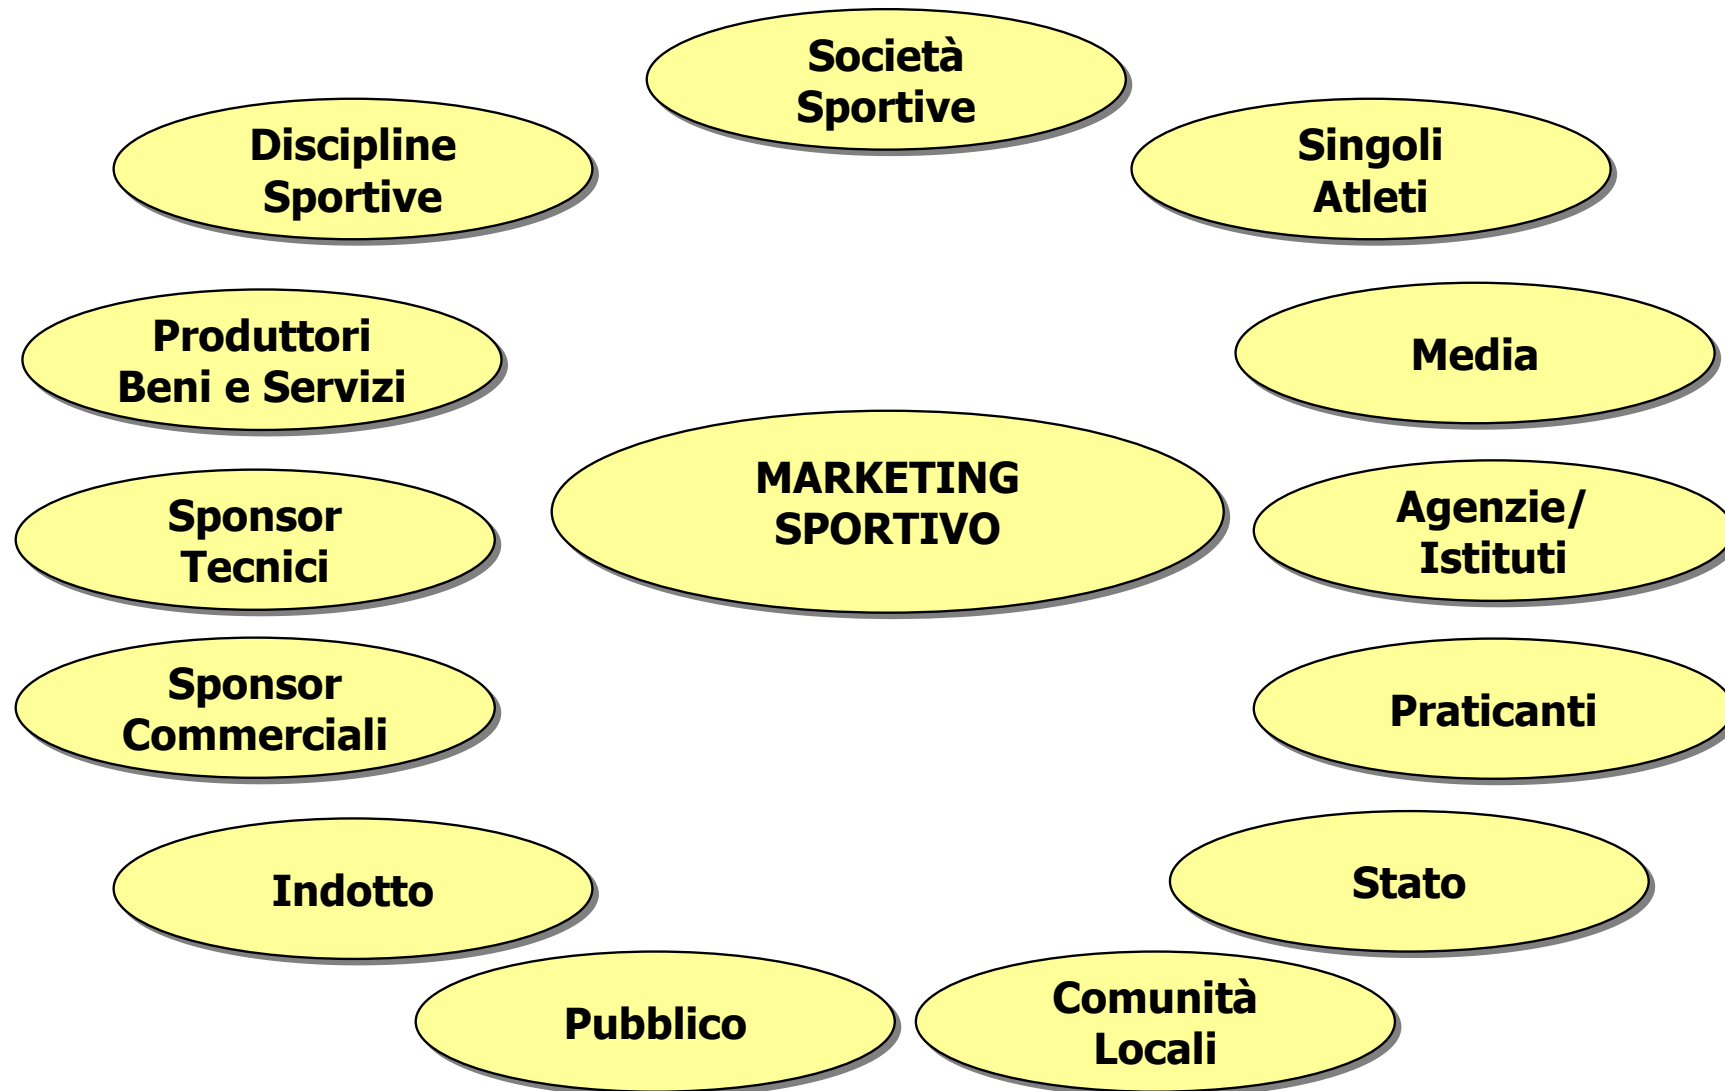 Società
Sportive
Discipline
Sportive
Singoli
Atleti
Produttori
Beni e Servizi
Media
MARKETING
SPORTIVO
Sponsor
Tecnici
Agenzie/
Istituti
Sponsor
Commerciali
Praticanti
Indotto
Stato
Pubblico
Comunità
Locali